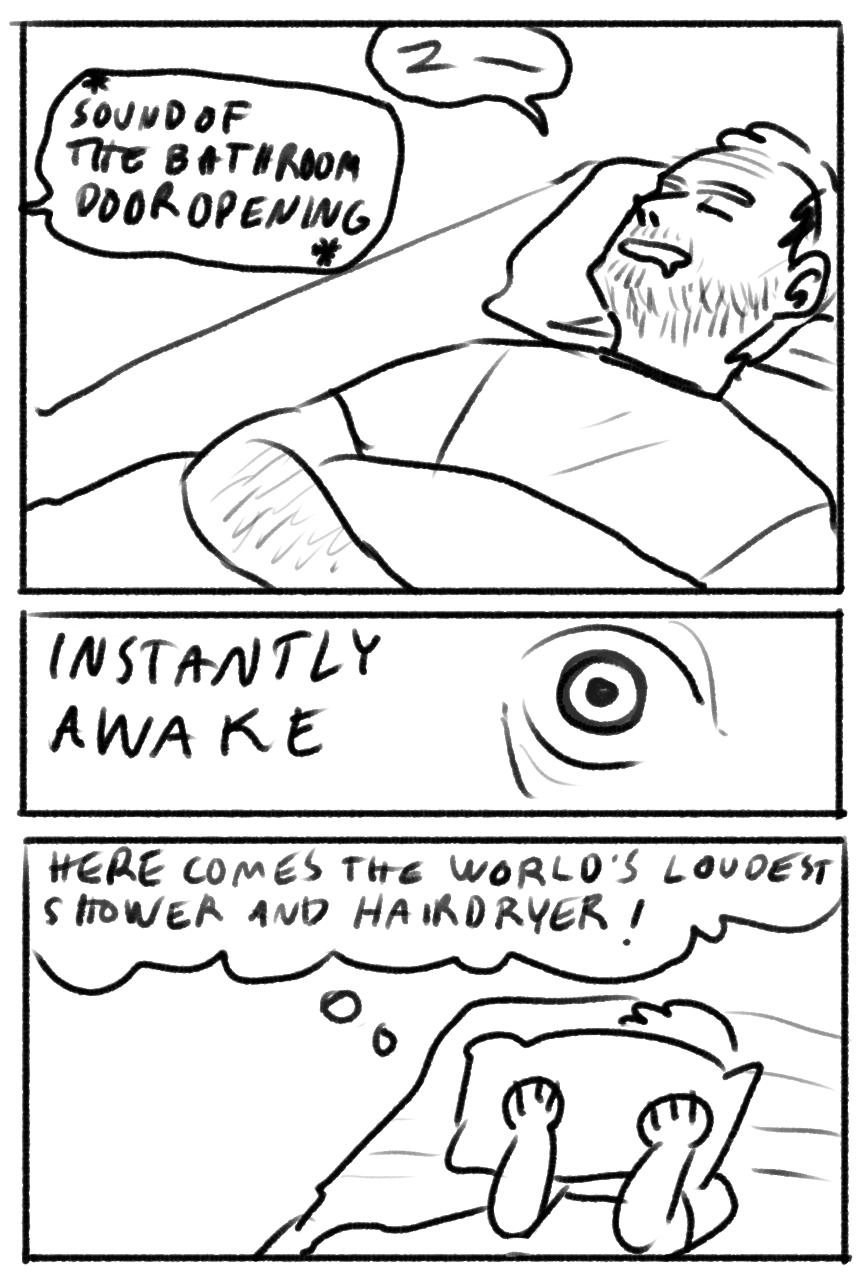 Z —
*
SOUND OF
THE BATHROOM
DOOR OPENING
*
INSTANTLY
AWAKE
HERE COMES THE WORLD'S LOUDEST
SHOWER AND HAIRDRYER!